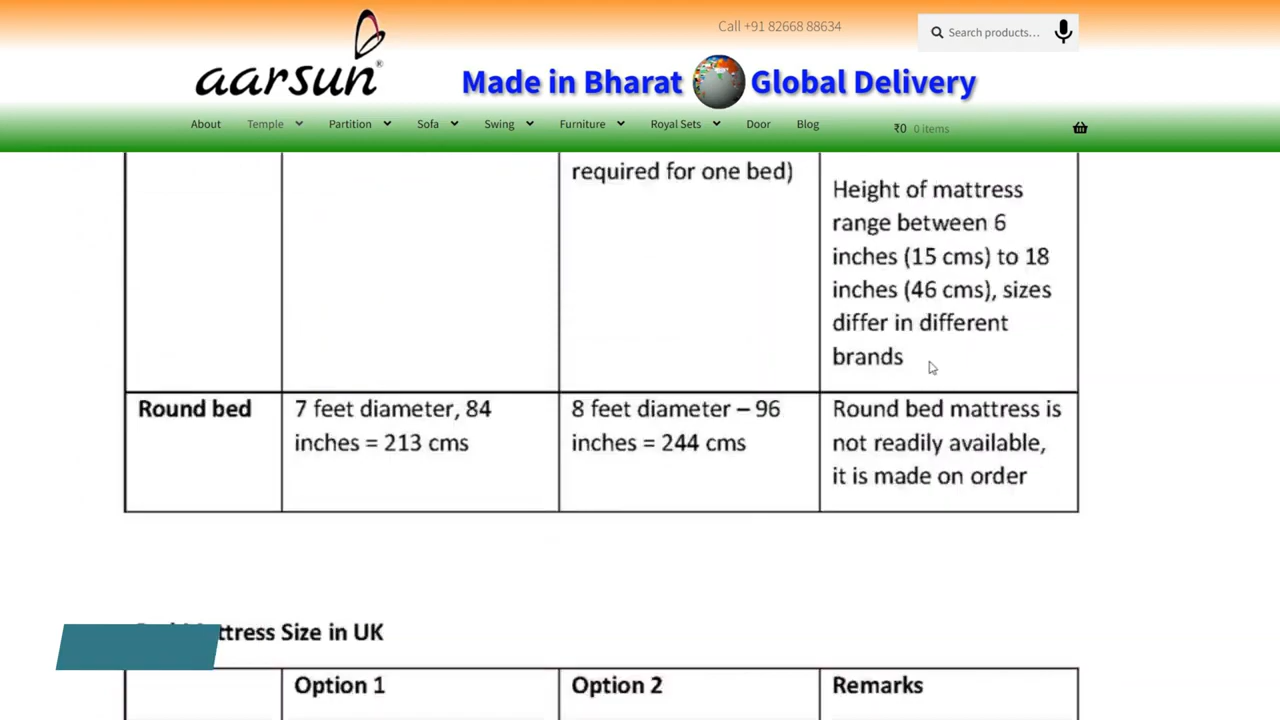 Call +91 82668 88634
Search products...
aarsun®
Made in Bharat Global Delivery
About Temple Partition Sofa Swing Furniture Royal Sets Door Blog ₹0 0 items
required for one bed)
Height of mattress
range between 6
inches (15 cms) to 18
inches (46 cms), sizes
differ in different
brands
Round bed
7 feet diameter, 84
inches = 213 cms
8 feet diameter – 96
inches = 244 cms
Round bed mattress is
not readily available,
it is made on order
Size in UK
Option 1
Option 2
Remarks